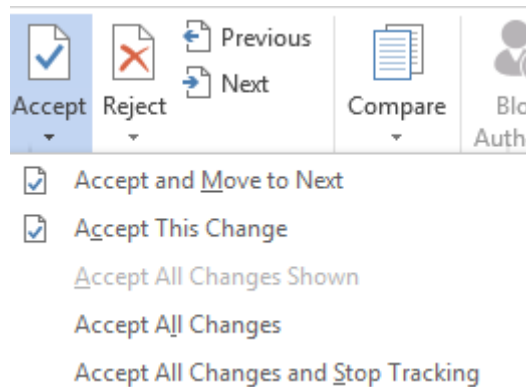 Previous
Next
Accept Reject Compare
Accept and Move to Next
Accept This Change
Accept All Changes Shown
Accept All Changes
Accept All Changes and Stop Tracking